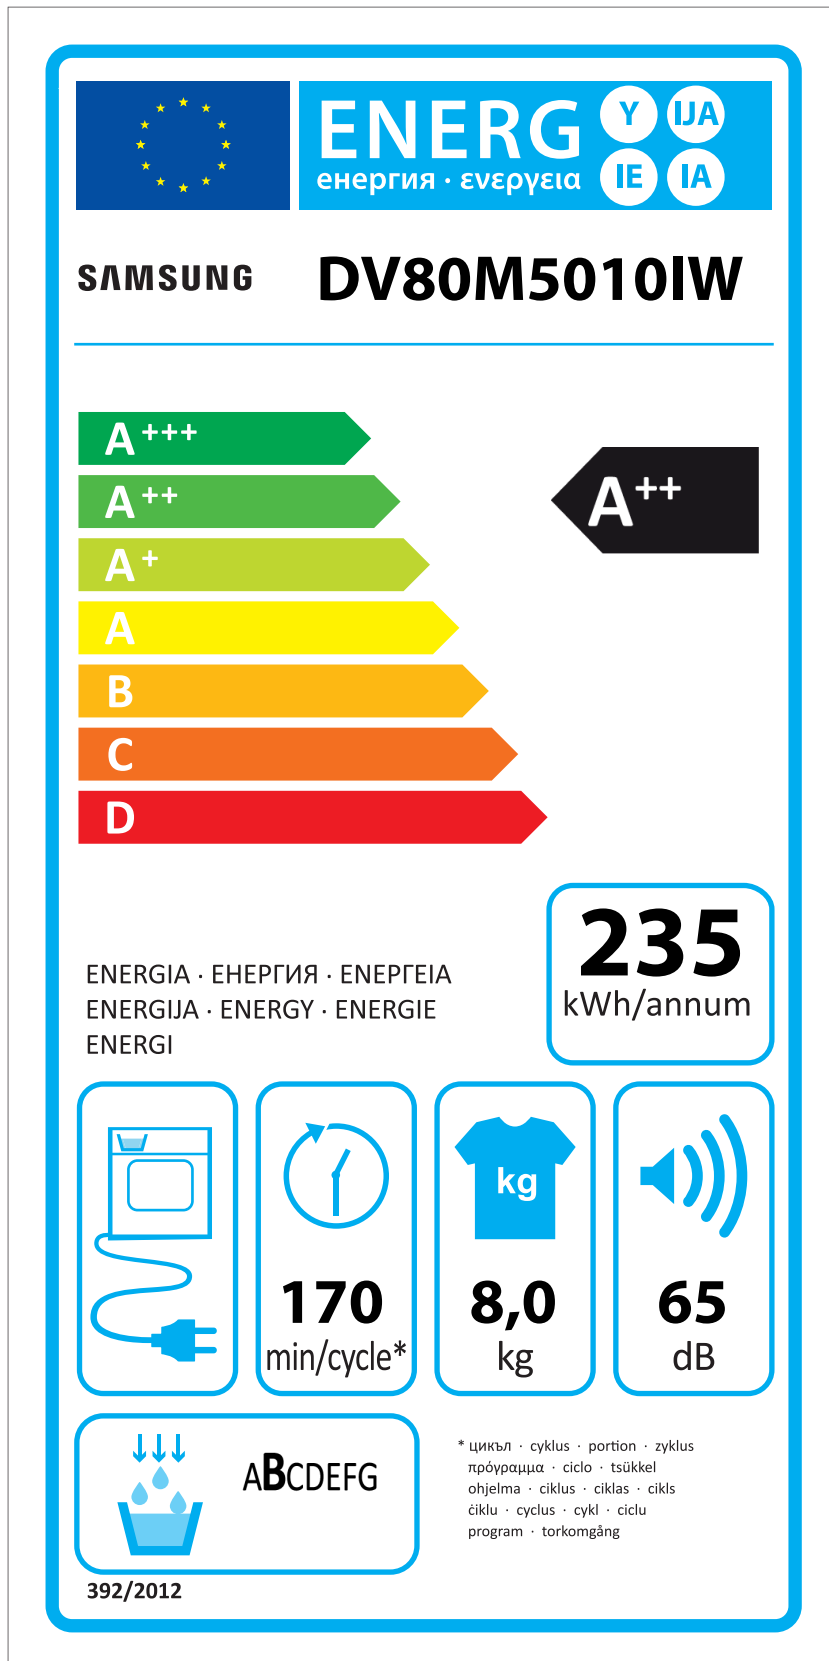 ENERG Y IJA
енергия · ενεργεια IE IA
SAMSUNG DV80M5010IW
A+++
A++
A++
A+
A
B
C
D
235
kWh/annum
ENERGIA · ЕНЕРГИЯ · ΕΝΕΡΓΕΙΑ
ENERGIJA · ENERGY · ENERGIE
ENERGI
kg
170 8,0 65
min/cycle* kg dB
ABCDEFG
* цикъл · cyklus · portion · zyklus
πρόγραμμα · ciclo · tsükkel
ohjelma · ciklus · ciklas · cikls
ċiklu · cyclus · cykl · ciclu
program · torkomgång
392/2012